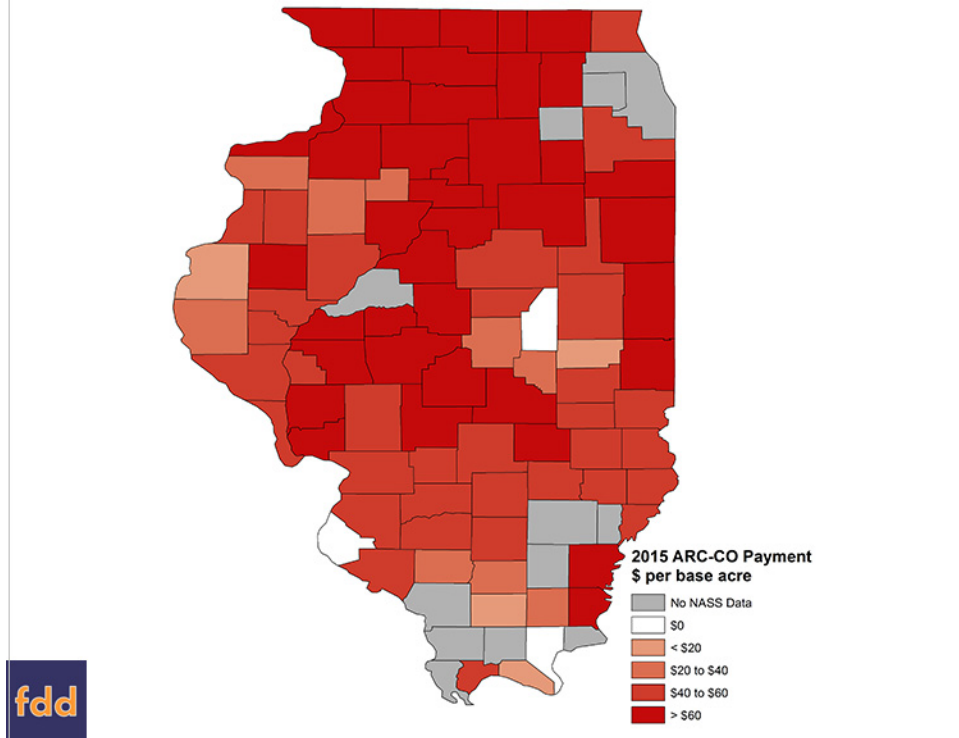 2015 ARC-CO Payment
$ per base acre
No NASS Data
$0
< $20
$20 to $40
$40 to $60
> $60
fdd